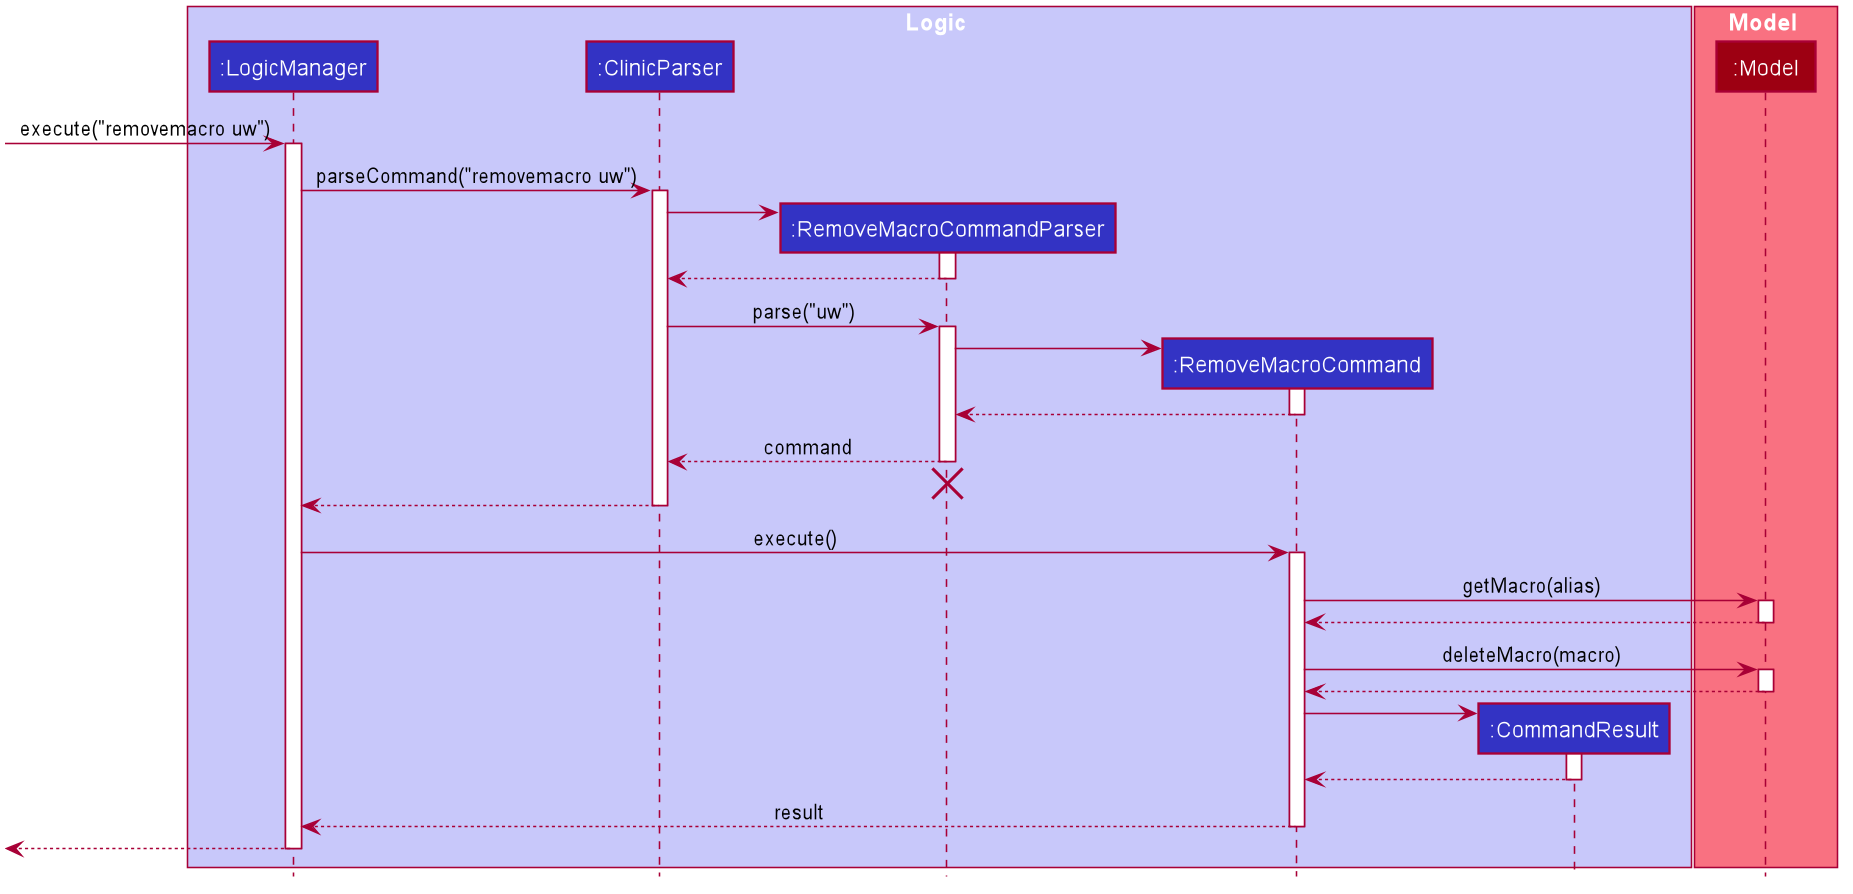 Logic
Model
:LogicManager
:ClinicParser
:Model
execute("removemacro uw")
parseCommand("removemacro uw")
:RemoveMacroCommandParser
parse("uw")
:RemoveMacroCommand
command
execute()
getMacro(alias)
deleteMacro(macro)
:CommandResult
result